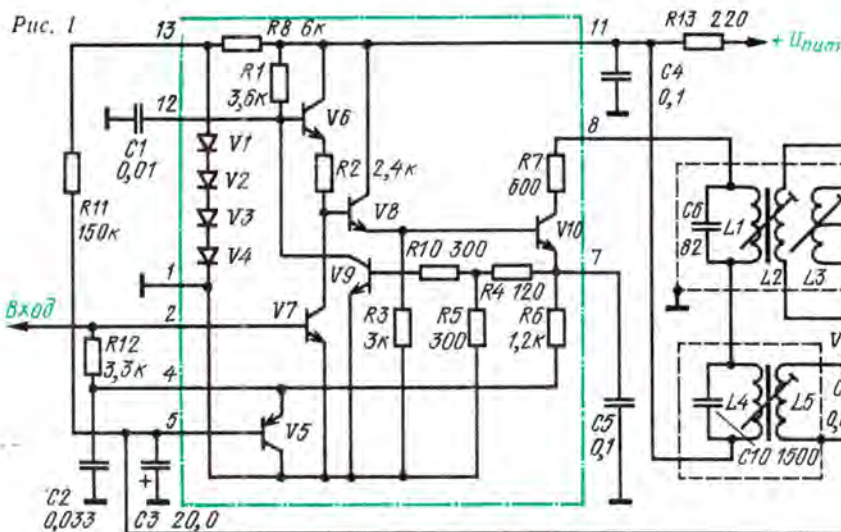 Рис. 1
13
R8 6к
11
R13 220
+ Uпит
R1
3,6к
C4
0,1
12
V6
8
C1
0,01
V1
R2 2,4к
R7
600
V2
R11
150к
V3
V8
V10
C6
82
L1
V4
V9
R10 300
7
L2
L3
1
R4 120
Вход
2
V7
R3
3к
R5
300
R6
1,2к
R12
3,3к
4
L4
L5
5
V5
C5
0,1
C10 1500
C2
0,033
C3 20,0
+